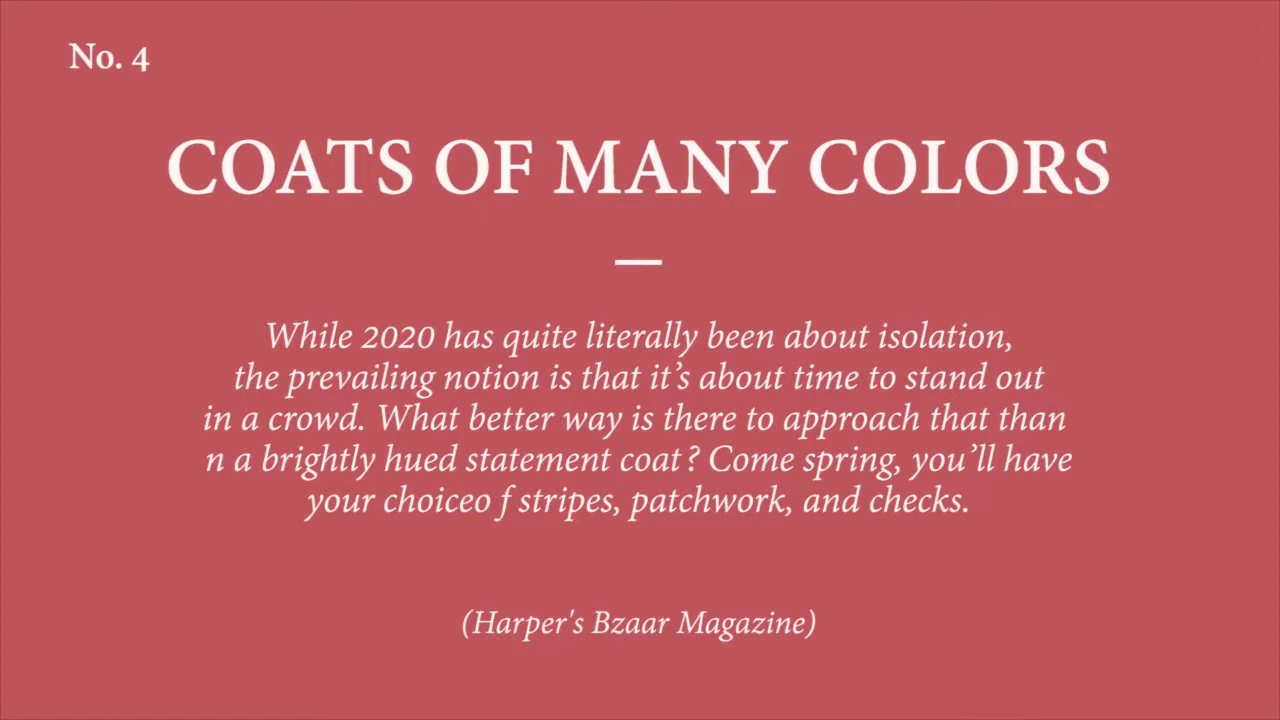 No. 4
COATS OF MANY COLORS
While 2020 has quite literally been about isolation,
the prevailing notion is that it’s about time to stand out
in a crowd. What better way is there to approach that than
n a brightly hued statement coat? Come spring, you’ll have
your choiceo f stripes, patchwork, and checks.
(Harper's Bzaar Magazine)